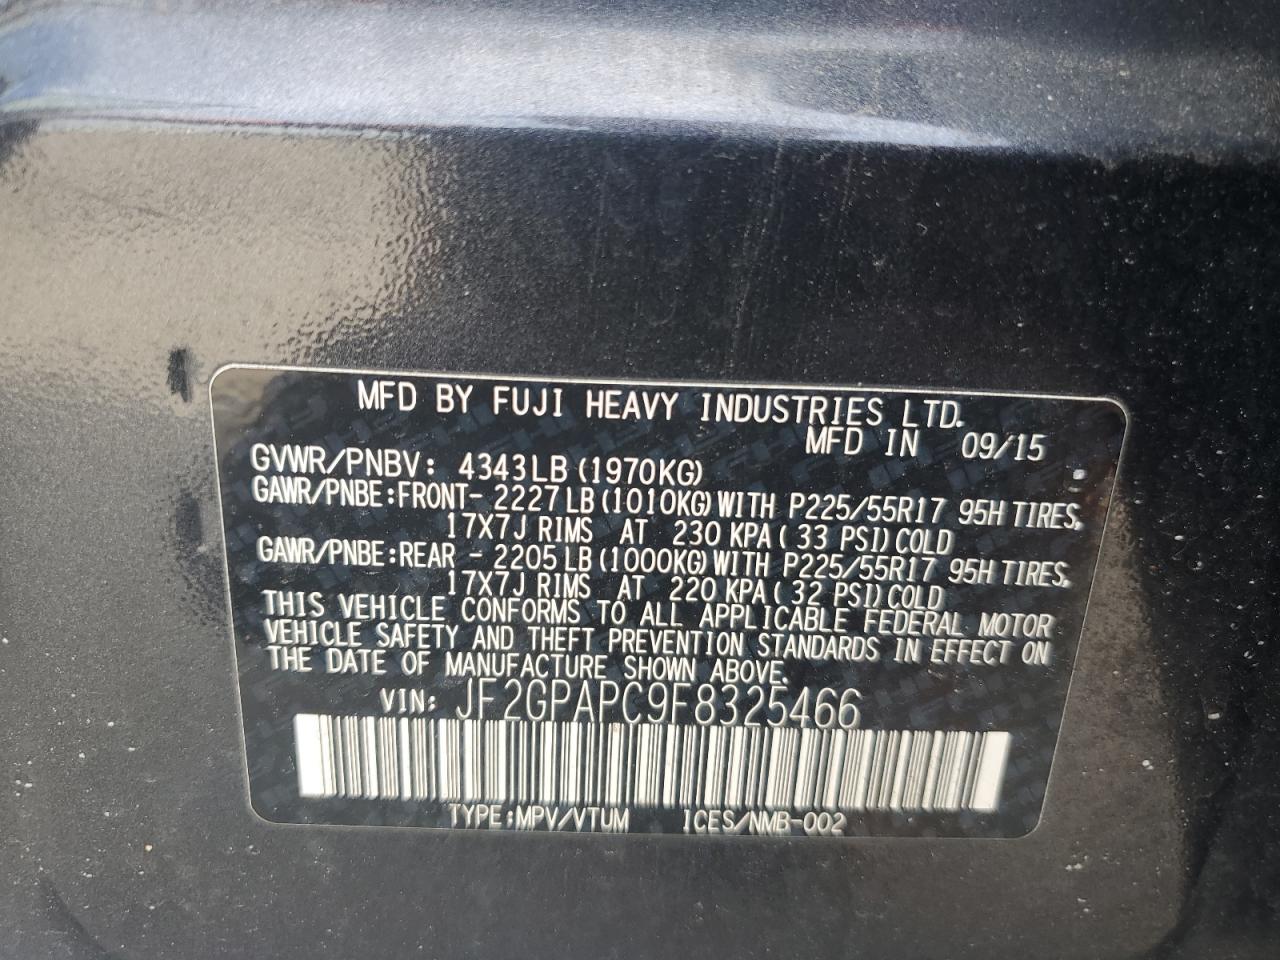 MFD BY FUJI HEAVY INDUSTRIES LTD.
MFD IN 09/15
GVWR/PNBV: 4343LB (1970KG)
GAWR/PNBE:FRONT- 2227 LB (1010KG) WITH P225/55R17 95H TIRES,
17X7J RIMS AT 230 KPA ( 33 PSI) COLD
GAWR/PNBE:REAR - 2205 LB (1000KG) WITH P225/55R17 95H TIRES,
17X7J RIMS AT 220 KPA ( 32 PSI) COLD
THIS VEHICLE CONFORMS TO ALL APPLICABLE FEDERAL MOTOR
VEHICLE SAFETY AND THEFT PREVENTION STANDARDS IN EFFECT ON
THE DATE OF MANUFACTURE SHOWN ABOVE.
VIN: JF2GPAPC9F8325466
TYPE:MPV/VTUM ICES/NMB-002